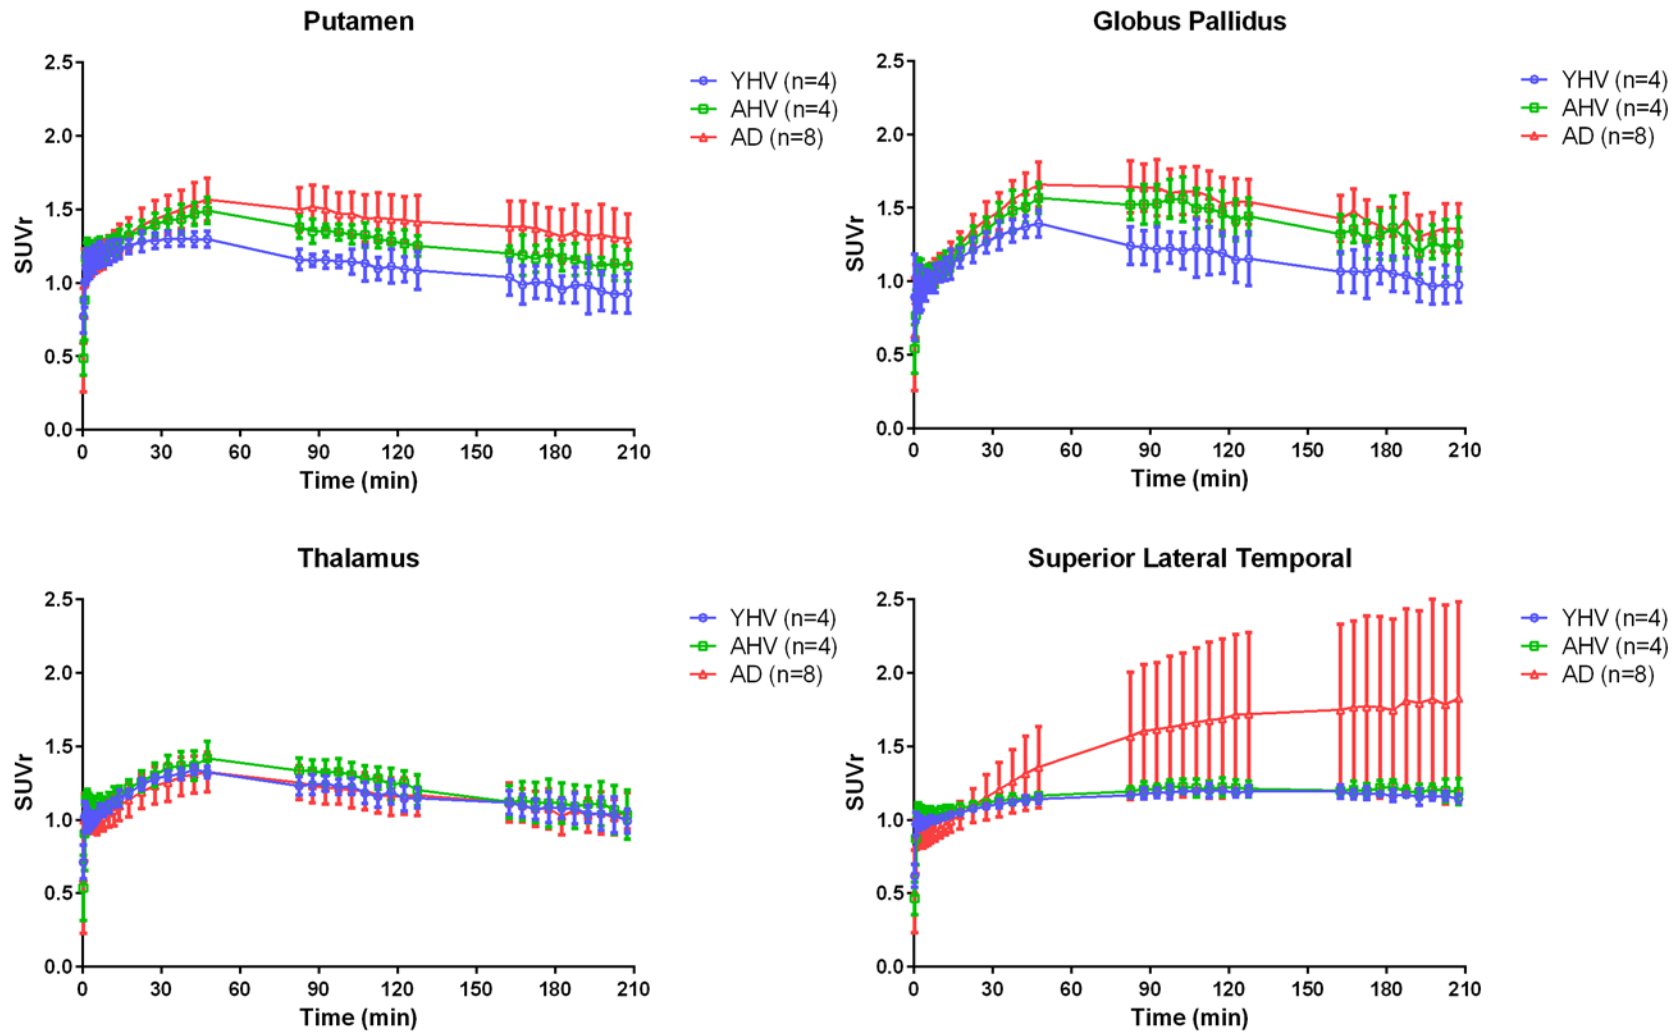 Putamen
2.5
2.0
1.5
1.0
0.5
0.0
SUVr
0 30 60 90 120 150 180 210
Time (min)
YHV (n=4)
AHV (n=4)
AD (n=8)
Globus Pallidus
2.5
2.0
1.5
1.0
0.5
0.0
SUVr
0 30 60 90 120 150 180 210
Time (min)
YHV (n=4)
AHV (n=4)
AD (n=8)
Thalamus
2.5
2.0
1.5
1.0
0.5
0.0
SUVr
0 30 60 90 120 150 180 210
Time (min)
YHV (n=4)
AHV (n=4)
AD (n=8)
Superior Lateral Temporal
2.5
2.0
1.5
1.0
0.5
0.0
SUVr
0 30 60 90 120 150 180 210
Time (min)
YHV (n=4)
AHV (n=4)
AD (n=8)